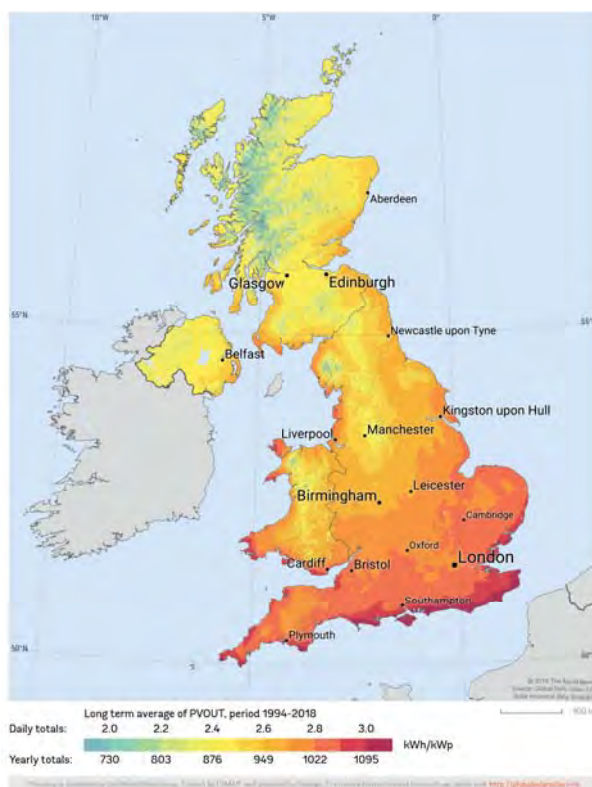 10°W
5°W
0°
Aberdeen
Glasgow
Edinburgh
55°N
Newcastle upon Tyne
Belfast
Kingston upon Hull
Liverpool
Manchester
Birmingham
Leicester
Cambridge
Oxford
Cardiff
Bristol
London
Southampton
Plymouth
50°N
Long term average of PVOUT, period 1994-2018
Daily totals: 2.0 2.2 2.4 2.6 2.8 3.0
kWh/kWp
Yearly totals: 730 803 876 949 1022 1095